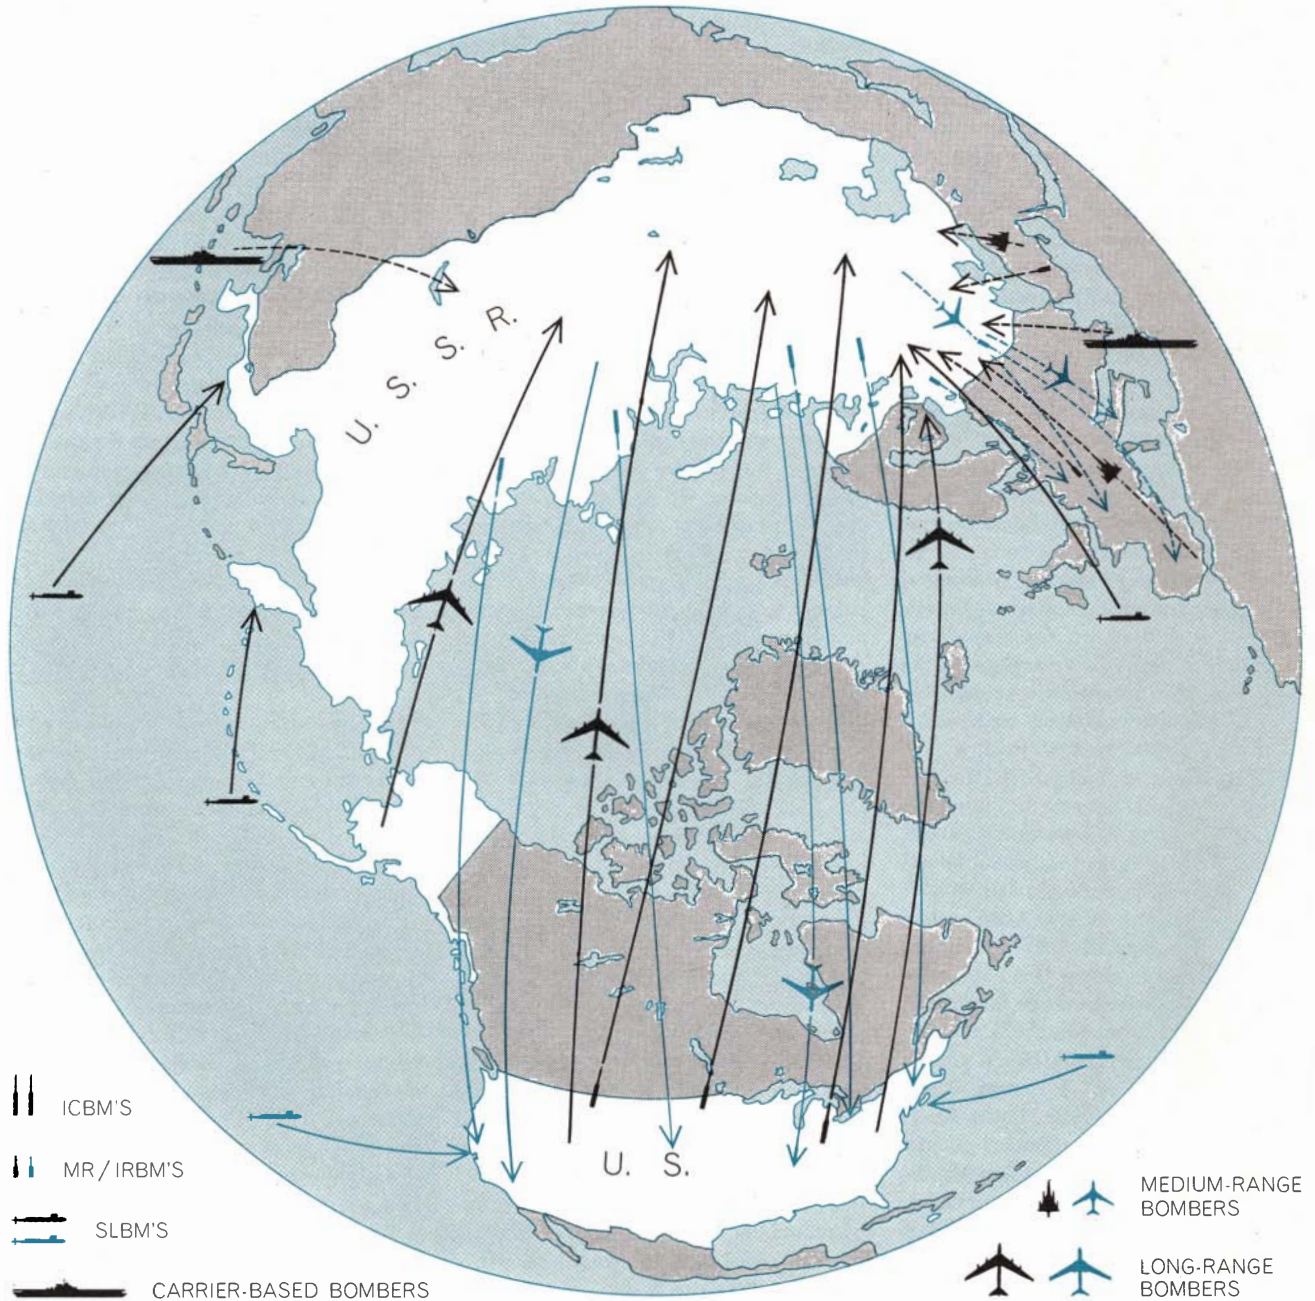 U. S. S. R.
U. S.
ICBM'S
MR / IRBM'S
SLBM'S
CARRIER-BASED BOMBERS
MEDIUM-RANGE
BOMBERS
LONG-RANGE
BOMBERS